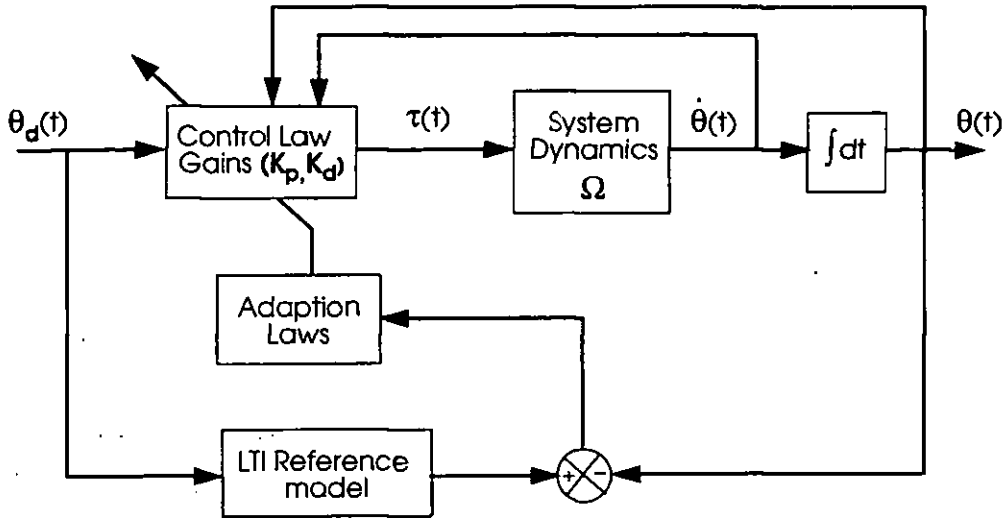 θd(t)
Control Law
Gains (Kp, Kd)
τ(t)
System
Dynamics
Ω
θ̇(t)
∫dt
θ(t)
Adaption
Laws
LTI Reference
model
+
−